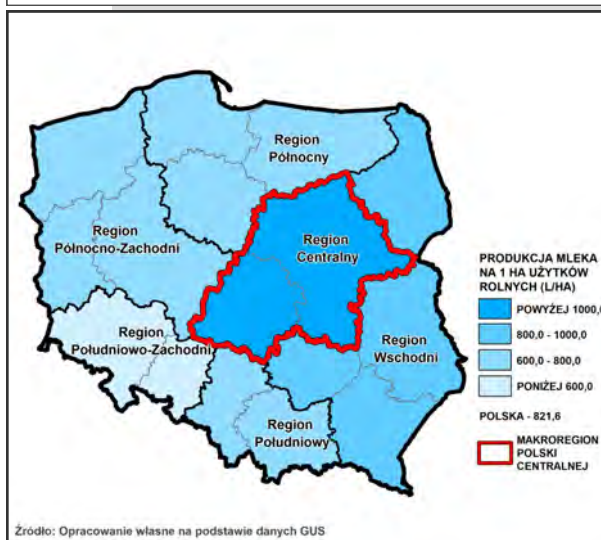 Region
Północny
Region
Północno-Zachodni
Region
Centralny
Region
Południowo-Zachodni
Region
Wschodni
Region
Południowy
PRODUKCJA MLEKA
NA 1 HA UŻYTKÓW
ROLNYCH (L/HA)
POWYŻEJ 1000,0
800,0 - 1000,0
600,0 - 800,0
PONIŻEJ 600,0
POLSKA - 821,6
MAKROREGION
POLSKI
CENTRALNEJ
Źródło: Opracowanie własne na podstawie danych GUS